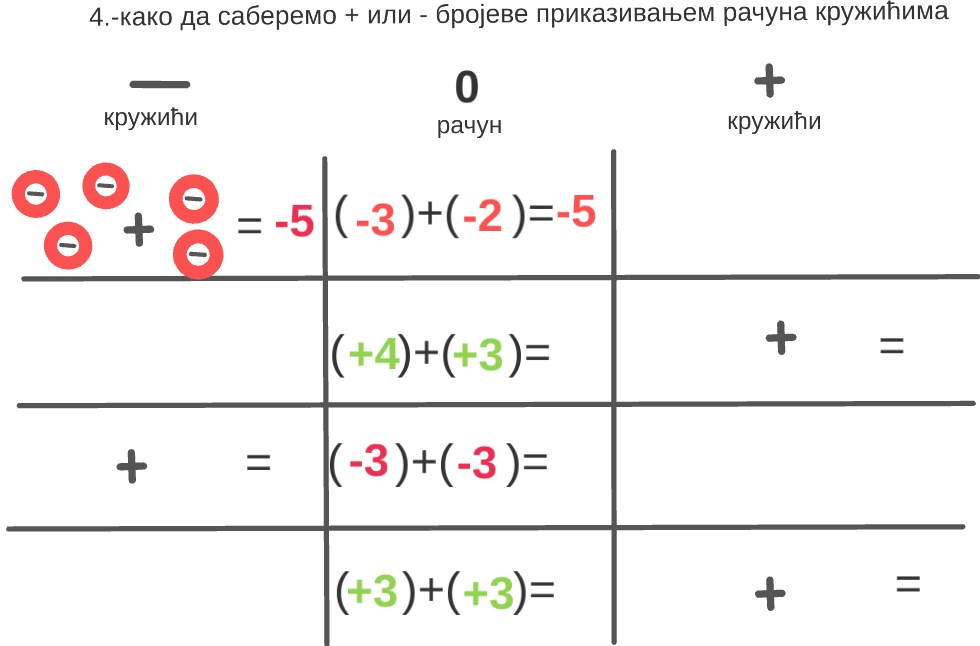 4.-како да саберемо + или - бројеве приказивањем рачуна кружићима
− 0 +
кружићи рачун кружићи
+ = -5 (-3)+(-2)=-5
(+4)+(+3)= + =
+ = (-3)+(-3)=
(+3)+(+3)= + =